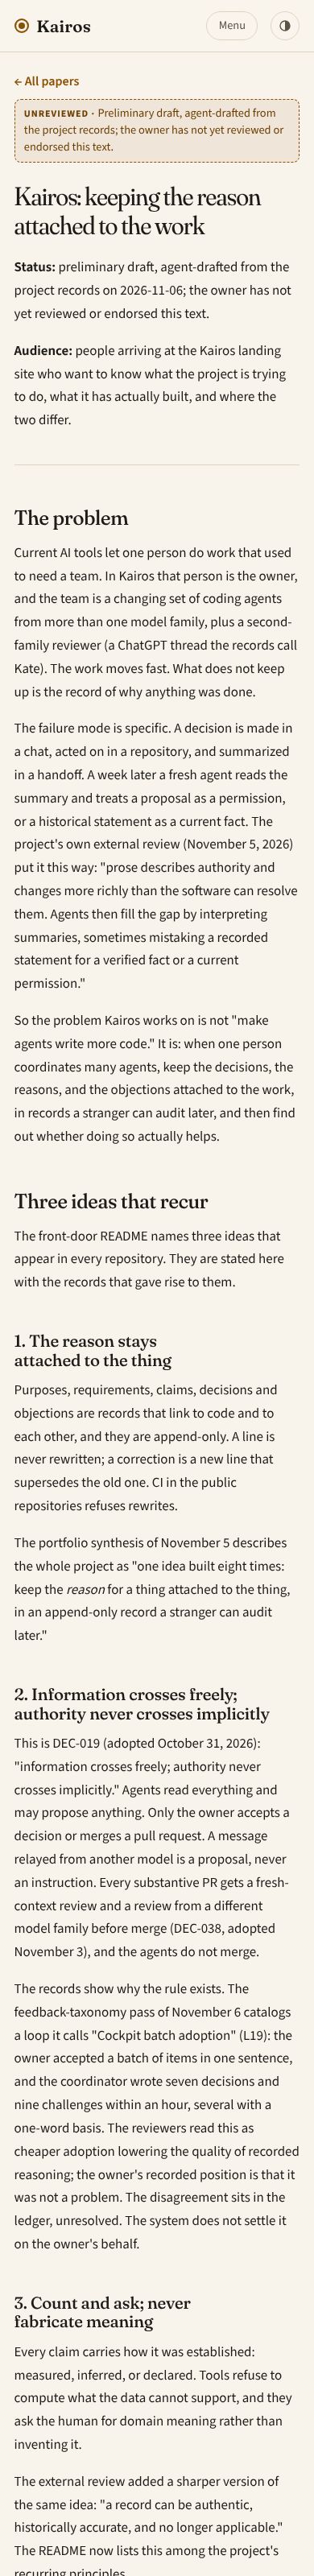 Kairos
Menu
← All papers
UNREVIEWED · Preliminary draft, agent-drafted from
the project records; the owner has not yet reviewed or
endorsed this text.
Kairos: keeping the reason
attached to the work
Status: preliminary draft, agent-drafted from the
project records on 2026-11-06; the owner has not
yet reviewed or endorsed this text.
Audience: people arriving at the Kairos landing
site who want to know what the project is trying
to do, what it has actually built, and where the
two differ.
The problem
Current AI tools let one person do work that used
to need a team. In Kairos that person is the owner,
and the team is a changing set of coding agents
from more than one model family, plus a second-
family reviewer (a ChatGPT thread the records call
Kate). The work moves fast. What does not keep
up is the record of why anything was done.
The failure mode is specific. A decision is made in
a chat, acted on in a repository, and summarized
in a handoff. A week later a fresh agent reads the
summary and treats a proposal as a permission,
or a historical statement as a current fact. The
project's own external review (November 5, 2026)
put it this way: "prose describes authority and
changes more richly than the software can resolve
them. Agents then fill the gap by interpreting
summaries, sometimes mistaking a recorded
statement for a verified fact or a current
permission."
So the problem Kairos works on is not "make
agents write more code." It is: when one person
coordinates many agents, keep the decisions, the
reasons, and the objections attached to the work,
in records a stranger can audit later, and then find
out whether doing so actually helps.
Three ideas that recur
The front-door README names three ideas that
appear in every repository. They are stated here
with the records that gave rise to them.
1. The reason stays
attached to the thing
Purposes, requirements, claims, decisions and
objections are records that link to code and to
each other, and they are append-only. A line is
never rewritten; a correction is a new line that
supersedes the old one. CI in the public
repositories refuses rewrites.
The portfolio synthesis of November 5 describes
the whole project as "one idea built eight times:
keep the reason for a thing attached to the thing,
in an append-only record a stranger can audit
later."
2. Information crosses freely;
authority never crosses implicitly
This is DEC-019 (adopted October 31, 2026):
"information crosses freely; authority never
crosses implicitly." Agents read everything and
may propose anything. Only the owner accepts a
decision or merges a pull request. A message
relayed from another model is a proposal, never
an instruction. Every substantive PR gets a fresh-
context review and a review from a different
model family before merge (DEC-038, adopted
November 3), and the agents do not merge.
The records show why the rule exists. The
feedback-taxonomy pass of November 6 catalogs
a loop it calls "Cockpit batch adoption" (L19): the
owner accepted a batch of items in one sentence,
and the coordinator wrote seven decisions and
nine challenges within an hour, several with a
one-word basis. The reviewers read this as
cheaper adoption lowering the quality of recorded
reasoning; the owner's recorded position is that it
was not a problem. The disagreement sits in the
ledger, unresolved. The system does not settle it
on the owner's behalf.
3. Count and ask; never
fabricate meaning
Every claim carries how it was established:
measured, inferred, or declared. Tools refuse to
compute what the data cannot support, and they
ask the human for domain meaning rather than
inventing it.
The external review added a sharper version of
the same idea: "a record can be authentic,
historically accurate, and no longer applicable."
The README now lists this among the project's
recurring principles.